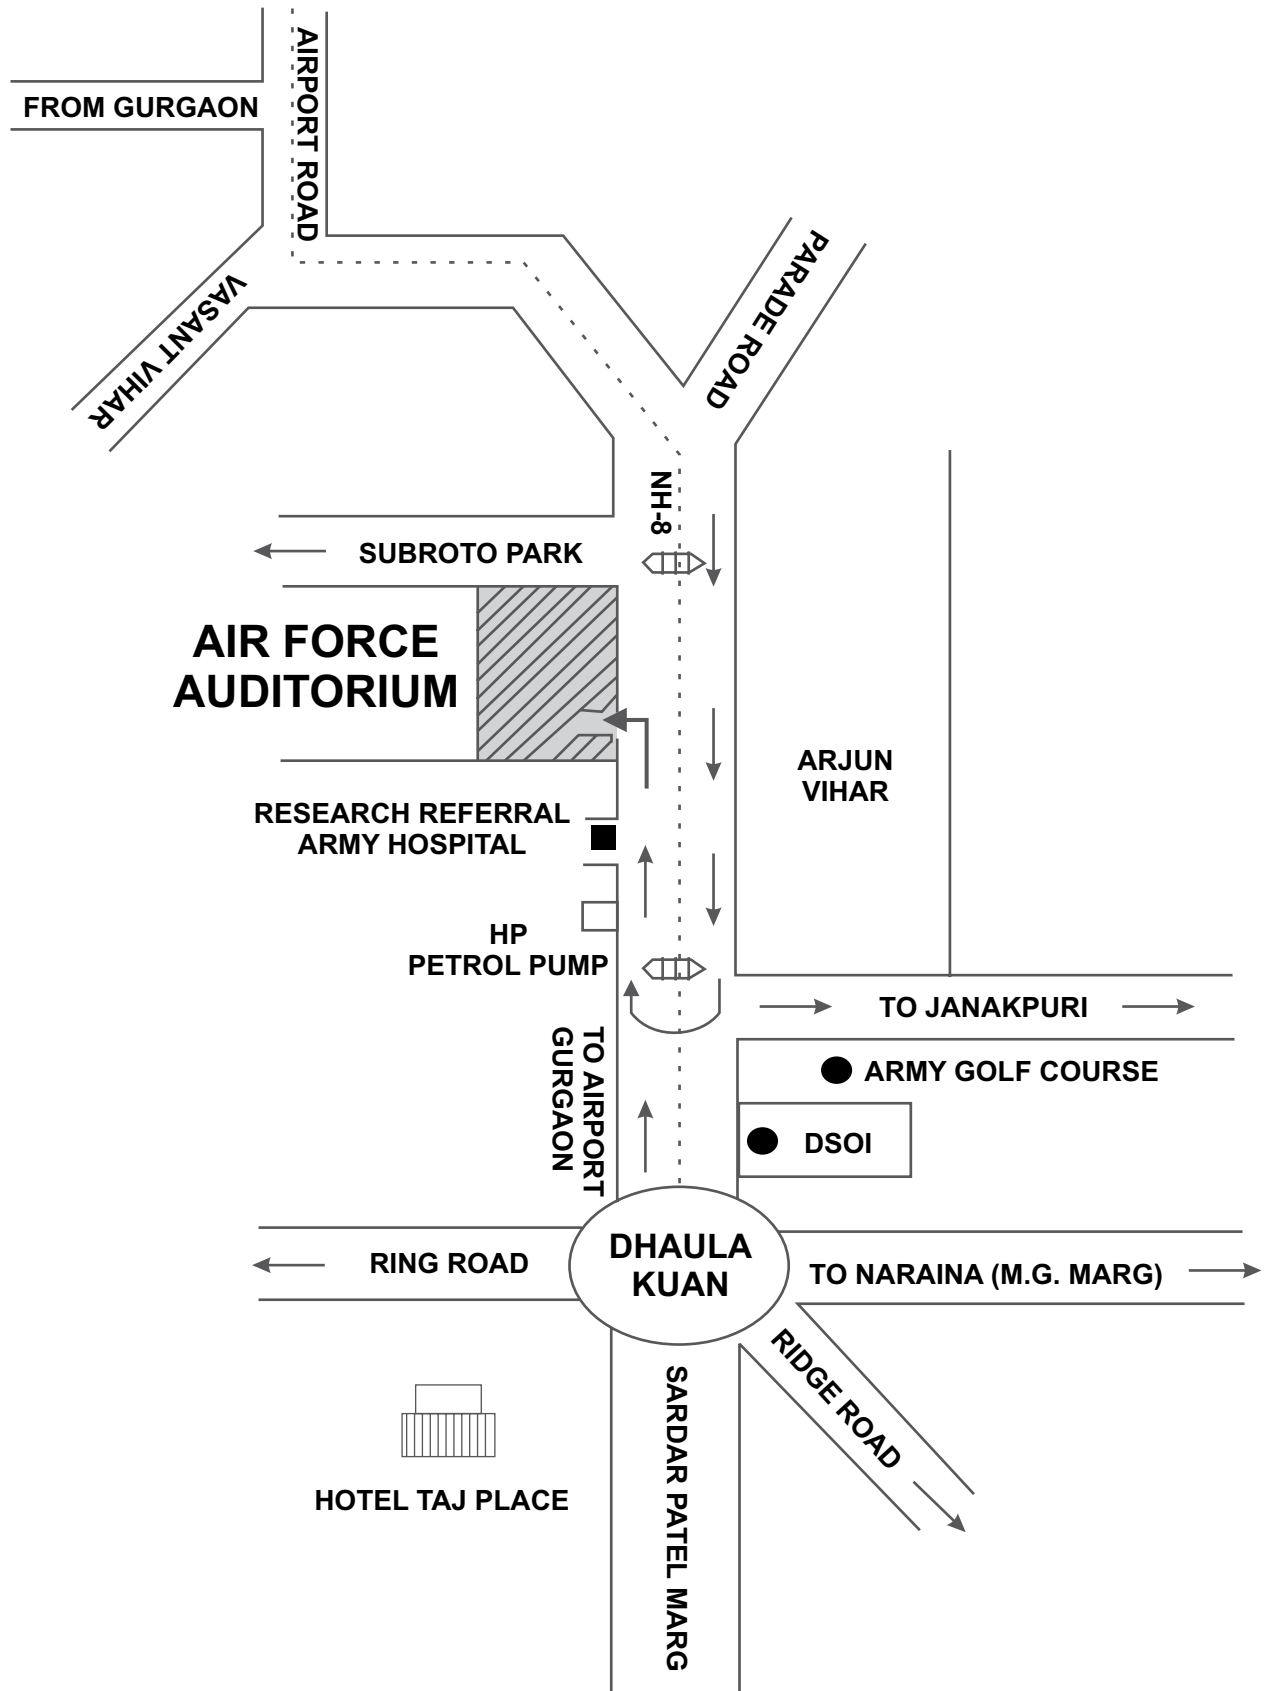 FROM GURGAON
AIRPORT ROAD
VASANT VIHAR
PARADE ROAD
NH-8
SUBROTO PARK
AIR FORCE
AUDITORIUM
ARJUN
VIHAR
RESEARCH REFERRAL
ARMY HOSPITAL
HP
PETROL PUMP
TO JANAKPURI
TO AIRPORT
GURGAON
ARMY GOLF COURSE
DSOI
DHAULA
KUAN
RING ROAD
TO NARAINA (M.G. MARG)
RIDGE ROAD
SARDAR PATEL MARG
HOTEL TAJ PLACE